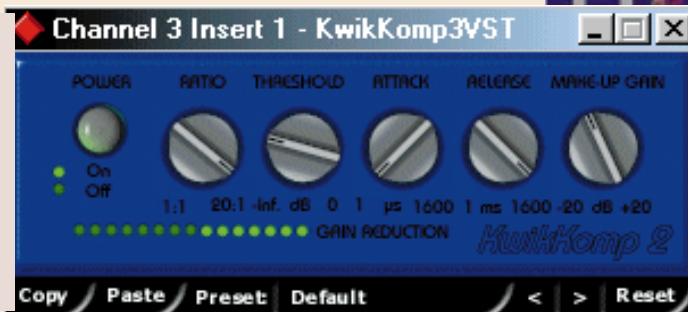 Channel 3 Insert 1 - KwikKomp3VST
POWER RATIO THRESHOLD ATTACK RELEASE MAKE-UP GAIN
On
Off
1:1 20:1 -Inf. dB 0 1 µs 1600 1 ms 1600 -20 dB +20
GAIN REDUCTION KwikKomp 2
Copy Paste Preset: Default < > Reset